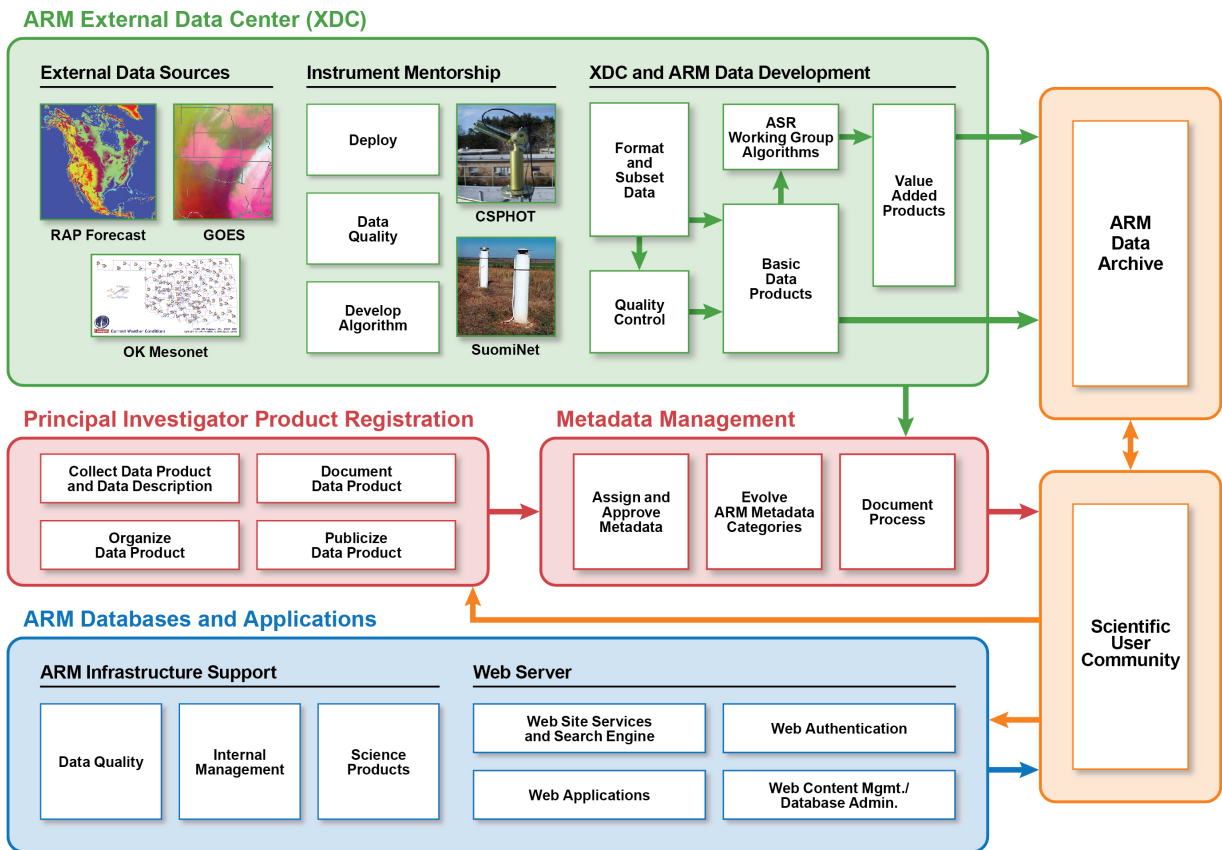 ARM External Data Center (XDC)
External Data Sources
RAP Forecast
GOES
OK Mesonet
Current Weather Conditions
Instrument Mentorship
Deploy
Data
Quality
Develop
Algorithm
CSPHOT
SuomiNet
XDC and ARM Data Development
Format
and
Subset
Data
Quality
Control
ASR
Working Group
Algorithms
Basic
Data
Products
Value
Added
Products
ARM
Data
Archive
Principal Investigator Product Registration
Collect Data Product
and Data Description
Document
Data Product
Organize
Data Product
Publicize
Data Product
Metadata Management
Assign and
Approve
Metadata
Evolve
ARM Metadata
Categories
Document
Process
Scientific
User
Community
ARM Databases and Applications
ARM Infrastructure Support
Data Quality
Internal
Management
Science
Products
Web Server
Web Site Services
and Search Engine
Web Authentication
Web Applications
Web Content Mgmt./
Database Admin.